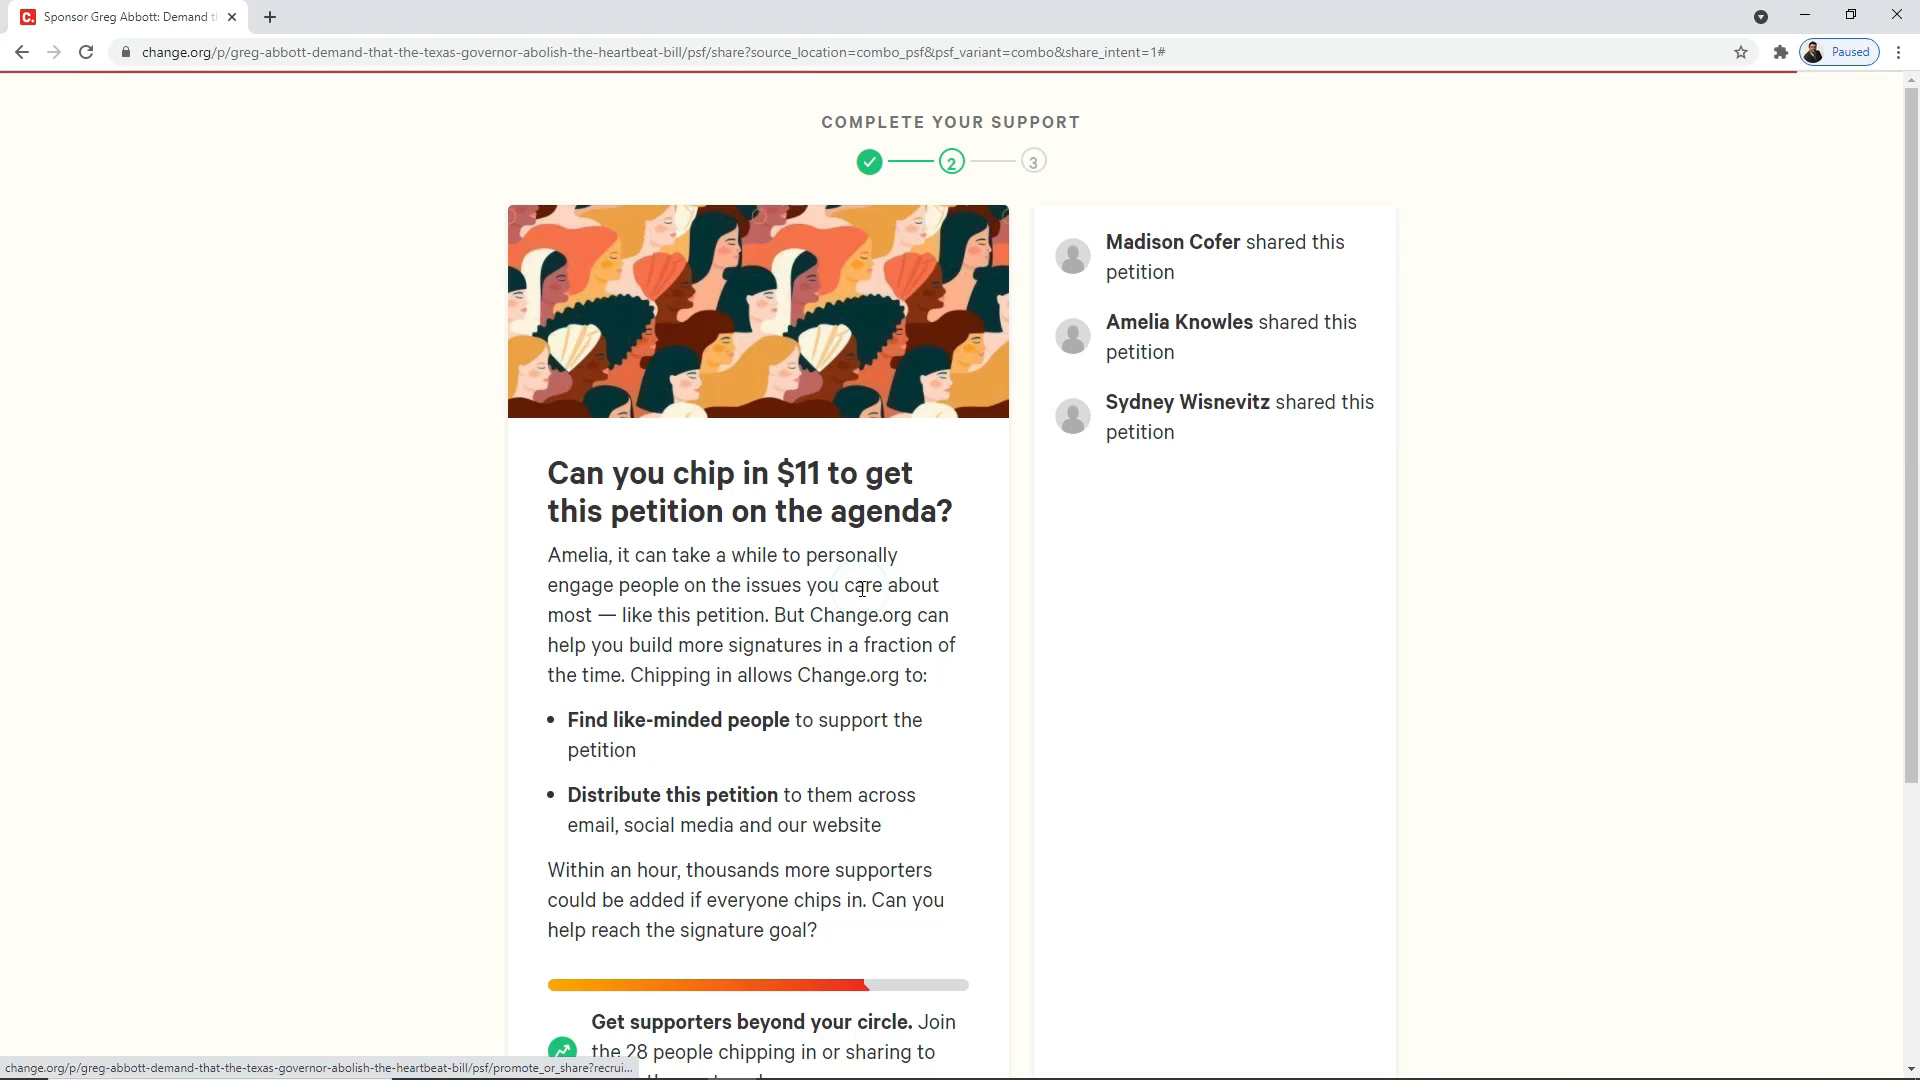 Sponsor Greg Abbott: Demand t
change.org/p/greg-abbott-demand-that-the-texas-governor-abolish-the-heartbeat-bill/psf/share?source_location=combo_psf&psf_variant=combo&share_intent=1#
Paused
COMPLETE YOUR SUPPORT
2
3
Madison Cofer shared this
petition
Amelia Knowles shared this
petition
Sydney Wisnevitz shared this
petition
Can you chip in $11 to get
this petition on the agenda?
Amelia, it can take a while to personally
engage people on the issues you care about
most — like this petition. But Change.org can
help you build more signatures in a fraction of
the time. Chipping in allows Change.org to:
• Find like-minded people to support the
petition
• Distribute this petition to them across
email, social media and our website
Within an hour, thousands more supporters
could be added if everyone chips in. Can you
help reach the signature goal?
Get supporters beyond your circle. Join
the 28 people chipping in or sharing to
change.org/p/greg-abbott-demand-that-the-texas-governor-abolish-the-heartbeat-bill/psf/promote_or_share?recrui...